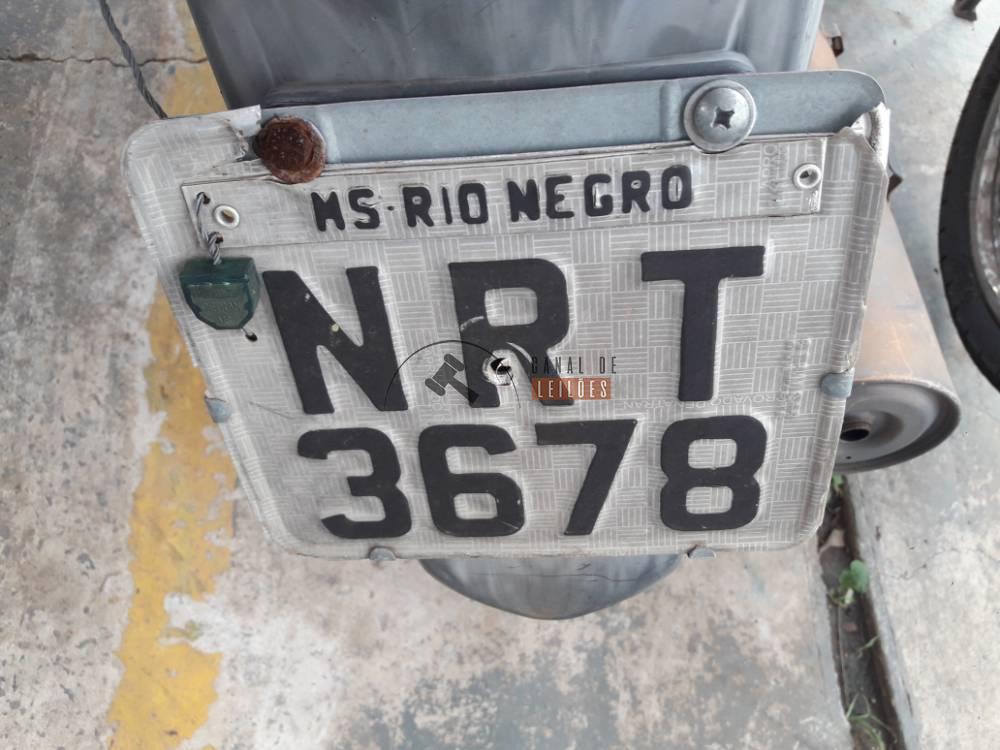 MS-RIO NEGRO
NRT
CANAL DE
LEILÕES
3678